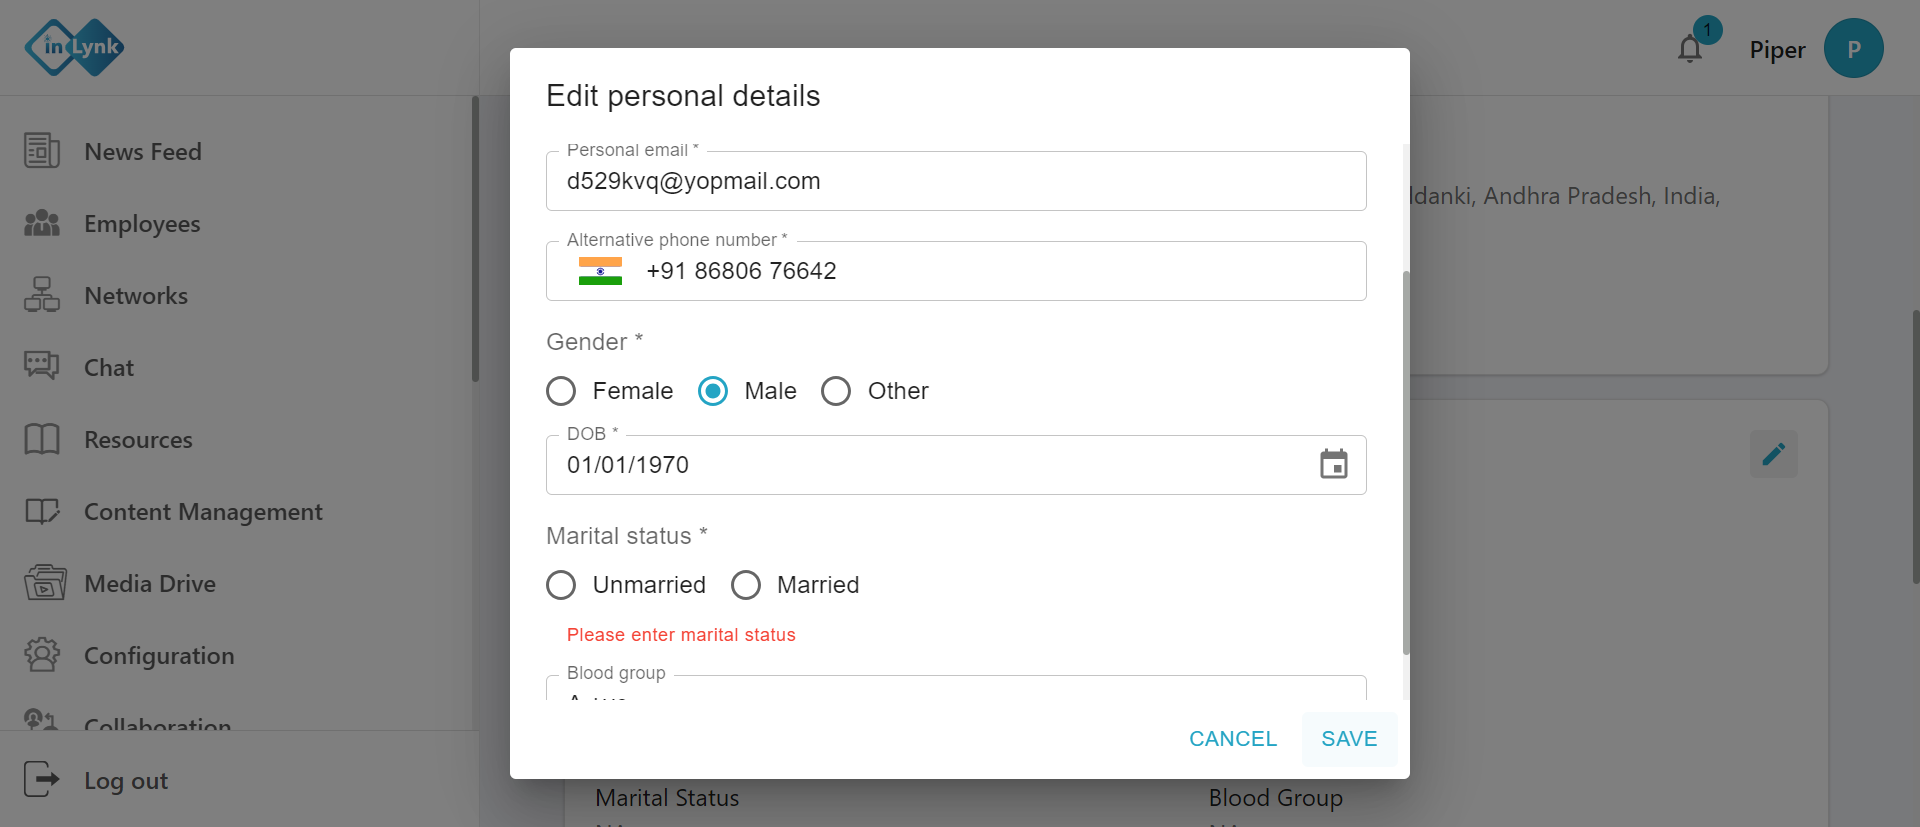 inLynk
1
Piper
P
News Feed
Employees
Networks
Chat
Resources
Content Management
Media Drive
Configuration
Collaboration
Log out
ldanki, Andhra Pradesh, India,
Edit personal details
Personal email *
d529kvq@yopmail.com
Alternative phone number *
+91 86806 76642
Gender *
Female Male Other
DOB *
01/01/1970
Marital status *
Unmarried Married
Please enter marital status
Blood group
CANCEL SAVE
Marital Status
Blood Group